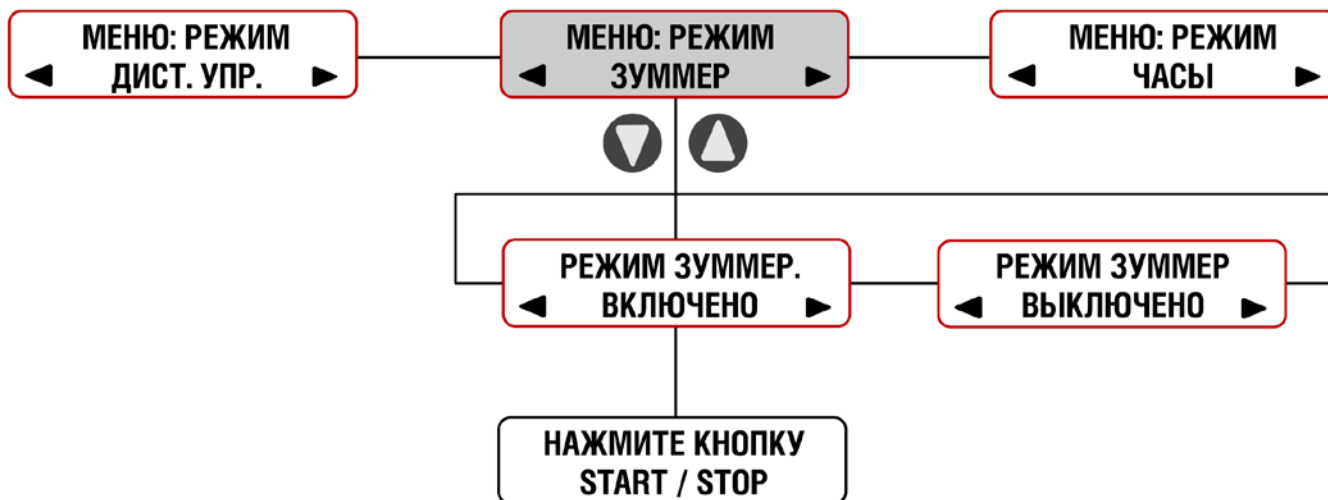 МЕНЮ: РЕЖИМ
ДИСТ. УПР.
МЕНЮ: РЕЖИМ
ЗУММЕР
МЕНЮ: РЕЖИМ
ЧАСЫ
РЕЖИМ ЗУММЕР.
ВКЛЮЧЕНО
РЕЖИМ ЗУММЕР
ВЫКЛЮЧЕНО
НАЖМИТЕ КНОПКУ
START / STOP